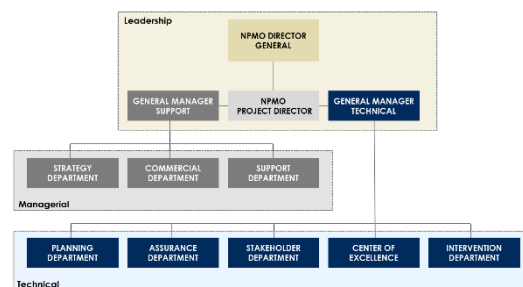 Leadership
NPMO DIRECTOR
GENERAL
GENERAL MANAGER
SUPPORT
NPMO
PROJECT DIRECTOR
GENERAL MANAGER
TECHNICAL
STRATEGY
DEPARTMENT
COMMERCIAL
DEPARTMENT
SUPPORT
DEPARTMENT
Managerial
PLANNING
DEPARTMENT
ASSURANCE
DEPARTMENT
STAKEHOLDER
DEPARTMENT
CENTER OF
EXCELLENCE
INTERVENTION
DEPARTMENT
Technical